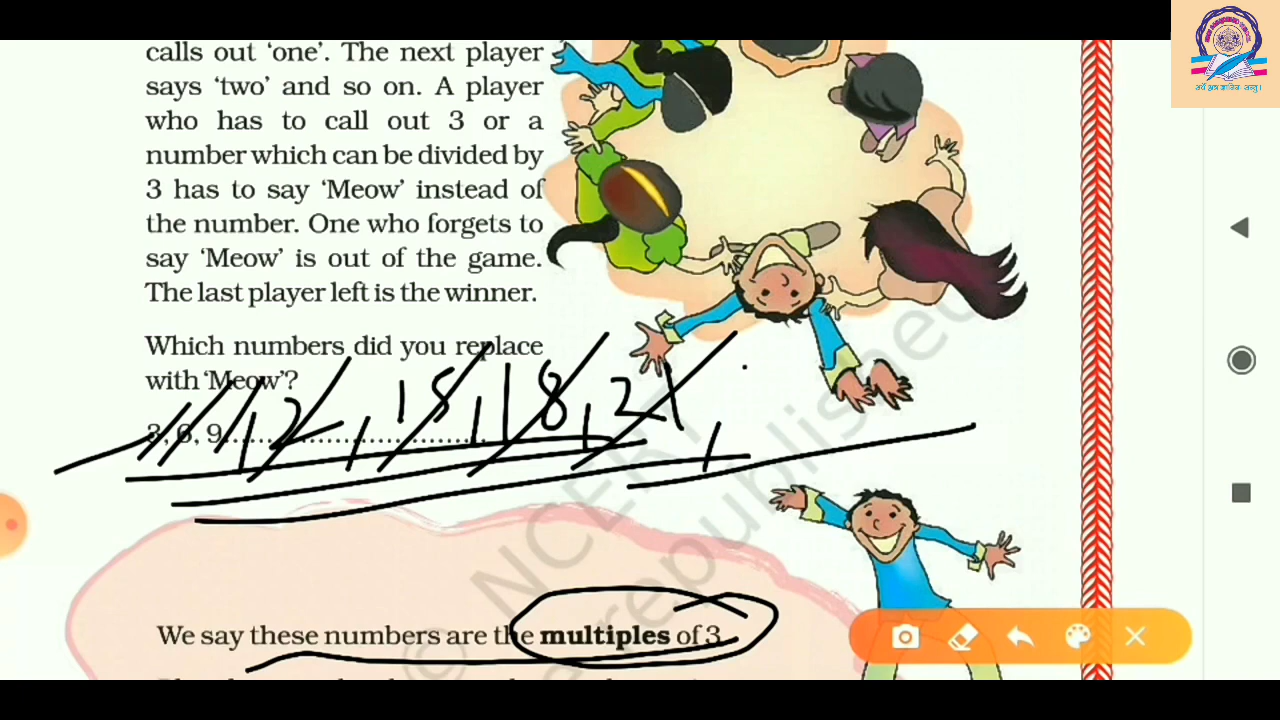 calls out ‘one’. The next player
says ‘two’ and so on. A player
who has to call out 3 or a
number which can be divided by
3 has to say ‘Meow’ instead of
the number. One who forgets to
say ‘Meow’ is out of the game.
The last player left is the winner.
Which numbers did you replace
with ‘Meow’?
3, 6, 9, 12, 15, 18, 21,
© NCERT
republished
We say these numbers are the multiples of 3